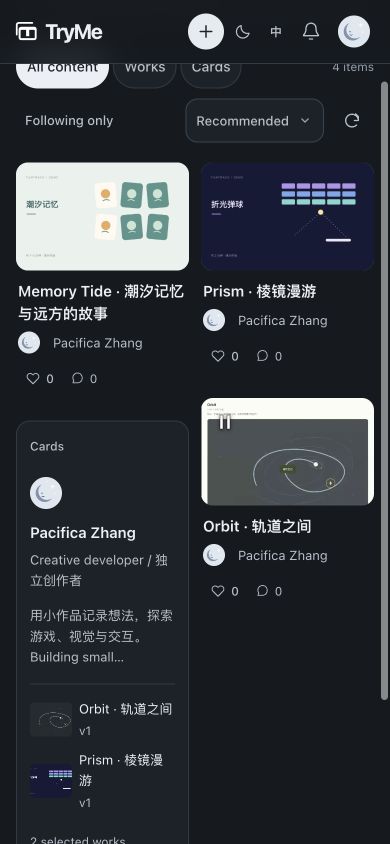 TryMe
中
All content
Works
Cards
4 items
Following only
Recommended
潮汐记忆
折光弹球
Memory Tide · 潮汐记忆
与远方的故事
Pacifica Zhang
0
0
Prism · 棱镜漫游
Pacifica Zhang
0
0
Orbit
Orbit · 轨道之间
Pacifica Zhang
0
0
Cards
Pacifica Zhang
Creative developer / 独
立创作者
用小作品记录想法，探索
游戏、视觉与交互。
Building small...
Orbit · 轨道之间
v1
Prism · 棱镜漫
游
v1
2 selected works